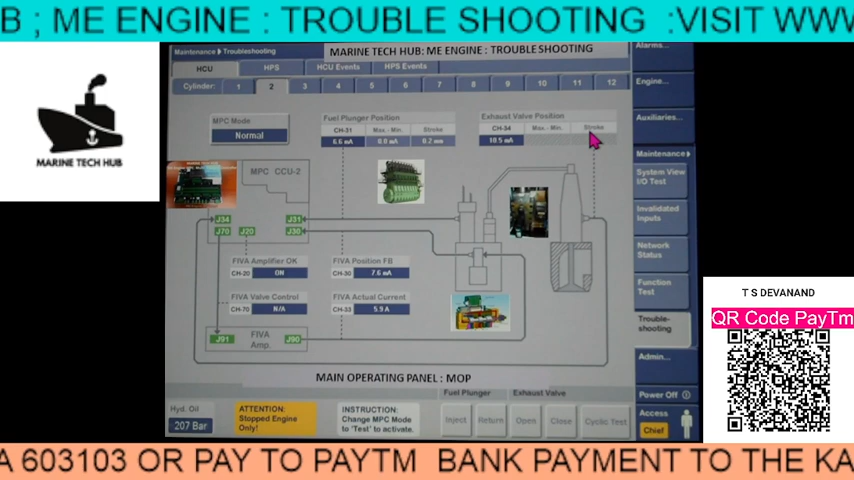 B ; ME ENGINE : TROUBLE SHOOTING :VISIT WWW
Maintenance Troubleshooting
MARINE TECH HUB: ME ENGINE : TROUBLE SHOOTING
Alarms...
HCU HPS HCU Events HPS Events
Engine...
Cylinder: 1 2 3 4 5 6 7 8 9 10 11 12
Auxiliaries...
MPC Mode
Normal
Fuel Plunger Position
CH-31 Max.- Min. Stroke
6.6 mA 0.0 mA 0.2 mm
Exhaust Valve Position
CH-34 Max.- Min. Stroke
10.5 mA
Maintenance
System View
I/O Test
Invalidated
Inputs
Network
Status
Function
Test
Trouble-
shooting
Admin...
Power Off
Access
Chief
MARINE TECH HUB
MPC CCU-2
J34 J31
J70 J20 J30
FIVA Amplifier OK
CH-20 ON
FIVA Position FB
CH-30 7.6 mA
FIVA Valve Control
CH-70 N/A
FIVA Actual Current
CH-33 5.9 A
J91 FIVA J90
Amp.
MAIN OPERATING PANEL : MOP
Fuel Plunger Exhaust Valve
Hyd. Oil
207 Bar
ATTENTION:
Stopped Engine
Only!
INSTRUCTION:
Change MPC Mode
to 'Test' to activate.
Inject Return Open Close Cyclic Test
T S DEVANAND
QR Code PayTm
A 603103 OR PAY TO PAYTM BANK PAYMENT TO THE KA